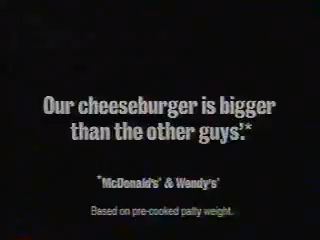 Our cheeseburger is bigger
than the other guys'.*
*McDonald's' & Wendy's'
Based on pre-cooked patty weight.